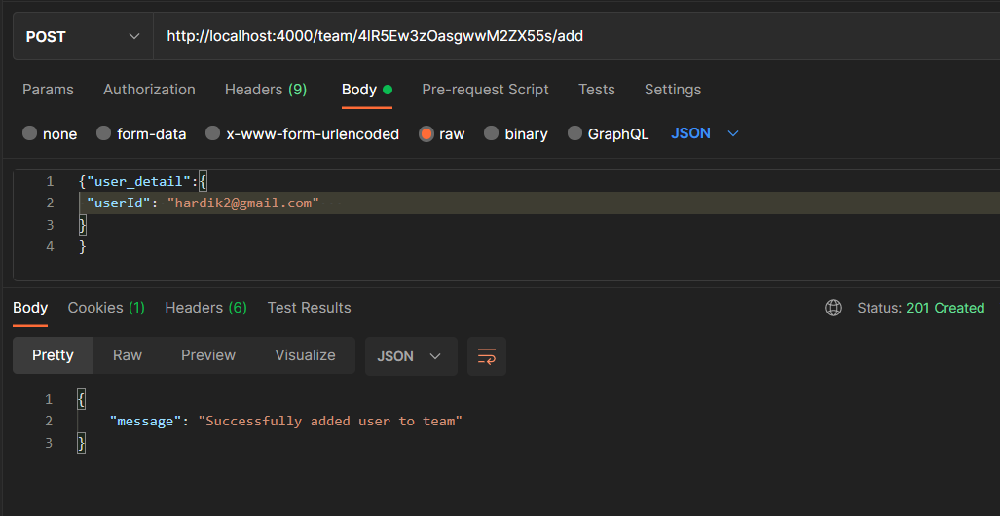 POST http://localhost:4000/team/4lR5Ew3zOasgwwM2ZX55s/add
Params Authorization Headers (9) Body Pre-request Script Tests Settings
none form-data x-www-form-urlencoded raw binary GraphQL JSON
1 {"user_detail":{
2 "userId": "hardik2@gmail.com"
3 }
4 }
Body Cookies (1) Headers (6) Test Results Status: 201 Created
Pretty Raw Preview Visualize JSON
1 {
2 "message": "Successfully added user to team"
3 }